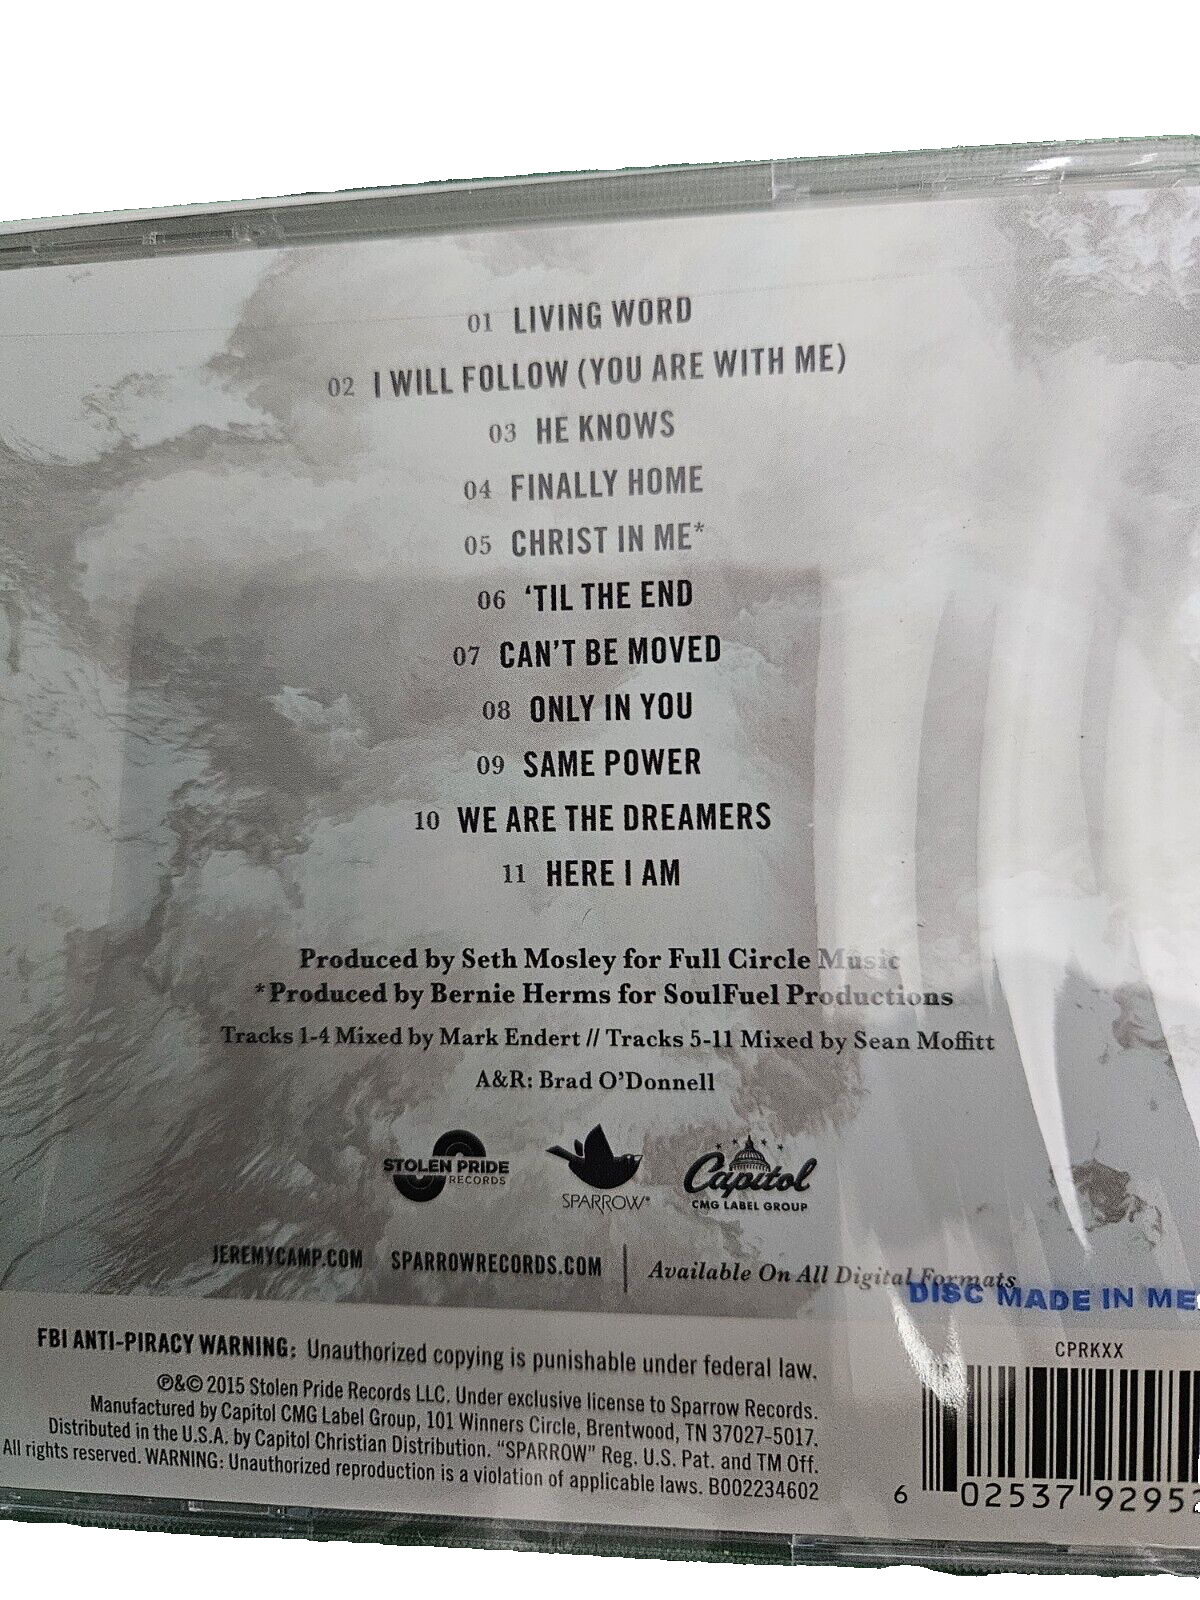 01 LIVING WORD
02 I WILL FOLLOW (YOU ARE WITH ME)
03 HE KNOWS
04 FINALLY HOME
05 CHRIST IN ME*
06 ‘TIL THE END
07 CAN’T BE MOVED
08 ONLY IN YOU
09 SAME POWER
10 WE ARE THE DREAMERS
11 HERE I AM
Produced by Seth Mosley for Full Circle Music
*Produced by Bernie Herms for SoulFuel Productions
Tracks 1-4 Mixed by Mark Endert // Tracks 5-11 Mixed by Sean Moffitt
A&R: Brad O’Donnell
STOLEN PRIDE
RECORDS
SPARROW®
Capitol
CMG LABEL GROUP
JEREMYCAMP.COM SPARROWRECORDS.COM | Available On All Digital Formats
DISC MADE IN ME
FBI ANTI-PIRACY WARNING: Unauthorized copying is punishable under federal law.
℗&© 2015 Stolen Pride Records LLC. Under exclusive license to Sparrow Records.
Manufactured by Capitol CMG Label Group, 101 Winners Circle, Brentwood, TN 37027-5017.
Distributed in the U.S.A. by Capitol Christian Distribution. “SPARROW” Reg. U.S. Pat. and TM Off.
All rights reserved. WARNING: Unauthorized reproduction is a violation of applicable laws. B002234602
CPRKXX
6 02537 92952